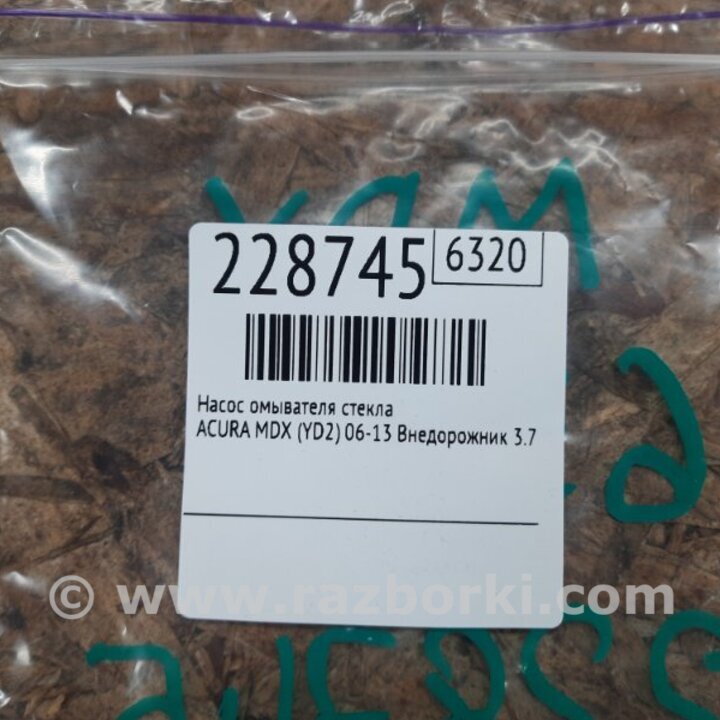 228745
6320
Насос омывателя стекла
ACURA MDX (YD2) 06-13 Внедорожник 3.7
© www.razborki.com